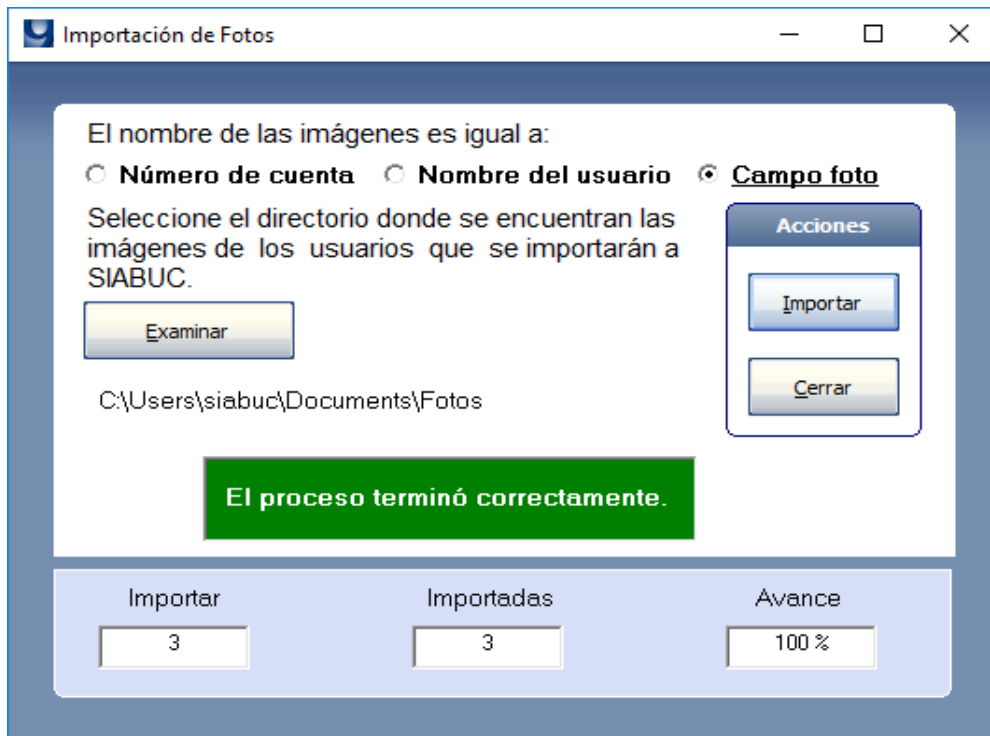 Importación de Fotos
El nombre de las imágenes es igual a:
Número de cuenta Nombre del usuario Campo foto
Seleccione el directorio donde se encuentran las
imágenes de los usuarios que se importarán a
SIABUC.
Acciones
Importar
Examinar
Cerrar
C:\Users\siabuc\Documents\Fotos
El proceso terminó correctamente.
Importar Importadas Avance
3 3 100 %